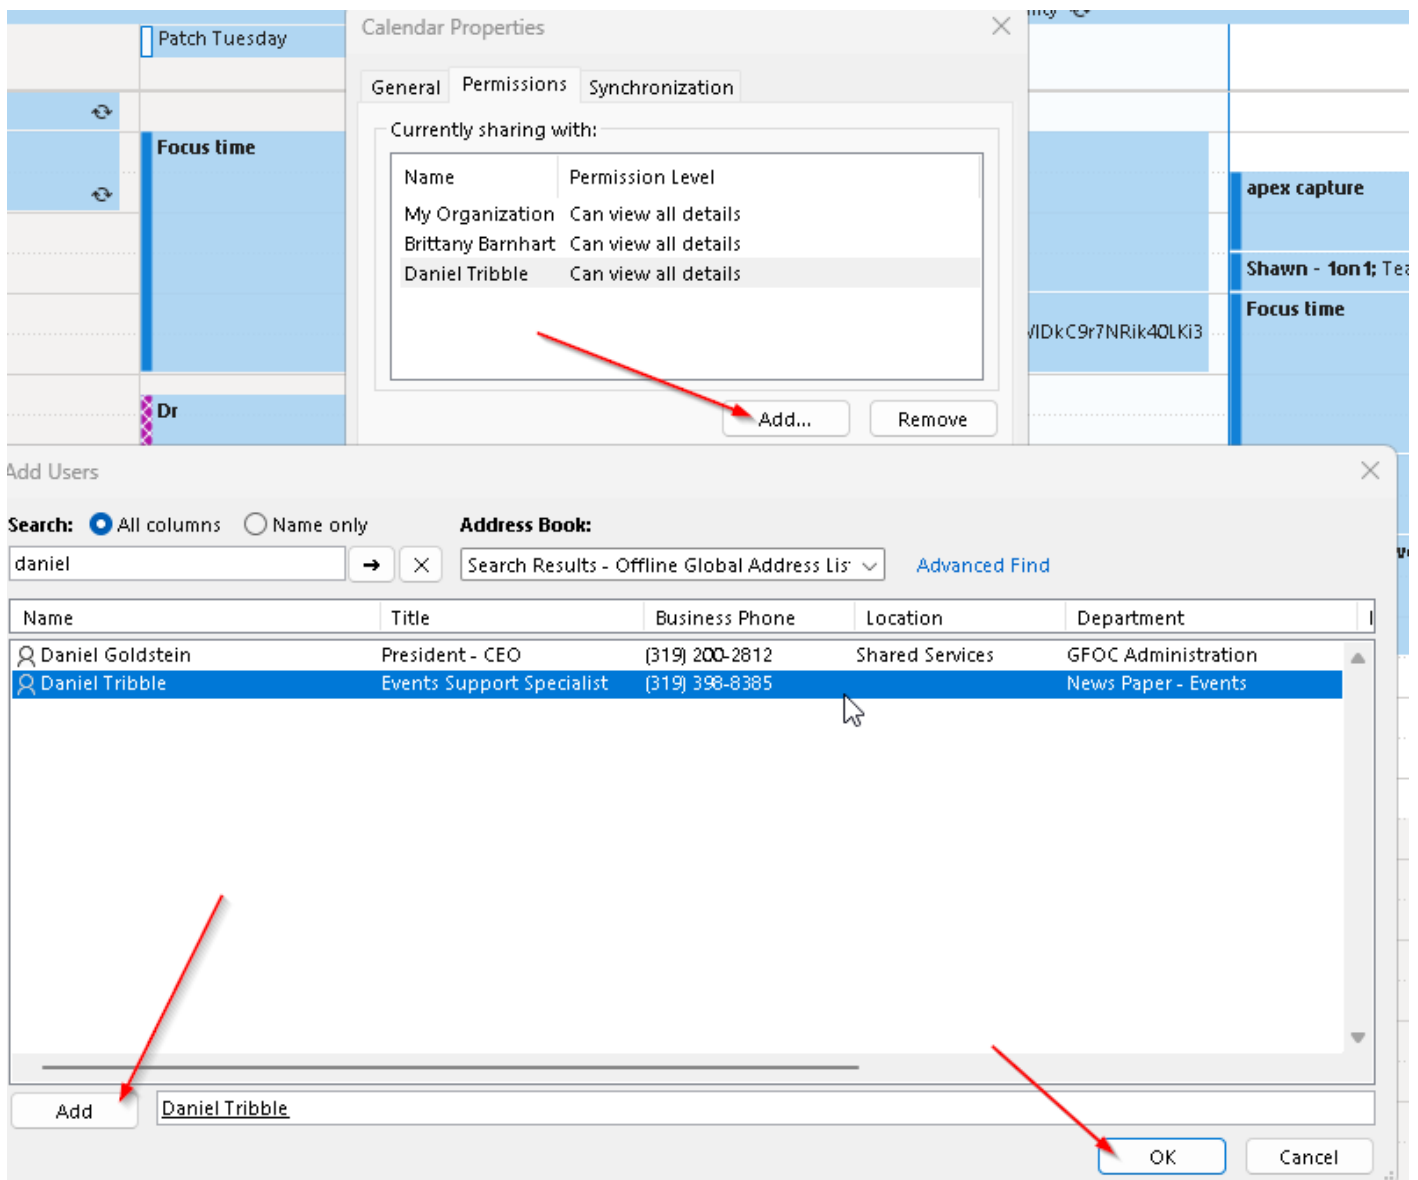 Patch Tuesday
Calendar Properties
General Permissions Synchronization
Currently sharing with:
Focus time
Name Permission Level
My Organization Can view all details
Brittany Barnhart Can view all details
Daniel Tribble Can view all details
apex capture
Shawn - 1on1;
Focus time
Dr
Add... Remove
Add Users
Search: All columns Name only Address Book:
daniel
Search Results - Offline Global Address Lis
Advanced Find
Name Title Business Phone Location Department
Daniel Goldstein President - CEO (319) 200-2812 Shared Services GFOC Administration
Daniel Tribble Events Support Specialist (319) 398-8385 News Paper - Events
Add Daniel Tribble
OK Cancel